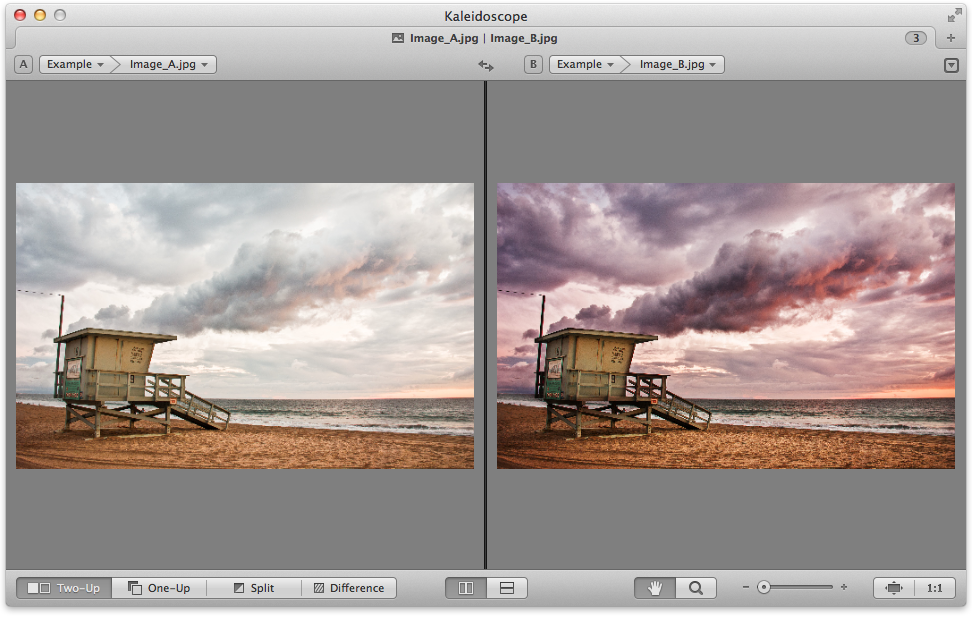 Kaleidoscope
Image_A.jpg | Image_B.jpg
3
A Example Image_A.jpg
B Example Image_B.jpg
Two-Up One-Up Split Difference
1:1